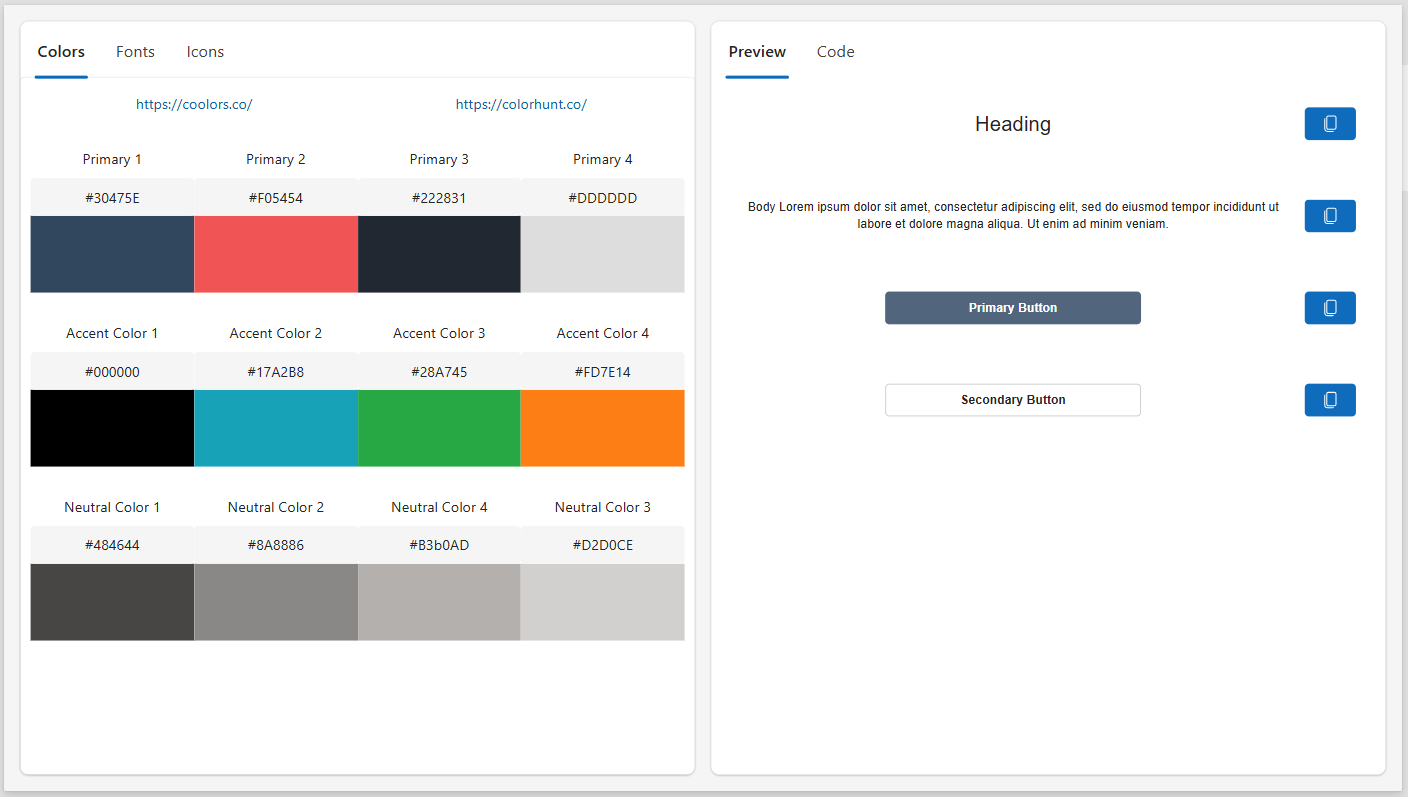 Colors Fonts Icons
https://coolors.co/ https://colorhunt.co/
Primary 1 Primary 2 Primary 3 Primary 4
#30475E #F05454 #222831 #DDDDDD
Accent Color 1 Accent Color 2 Accent Color 3 Accent Color 4
#000000 #17A2B8 #28A745 #FD7E14
Neutral Color 1 Neutral Color 2 Neutral Color 4 Neutral Color 3
#484644 #8A8886 #B3b0AD #D2D0CE
Preview Code
Heading
Body Lorem ipsum dolor sit amet, consectetur adipiscing elit, sed do eiusmod tempor incididunt ut
labore et dolore magna aliqua. Ut enim ad minim veniam.
Primary Button
Secondary Button